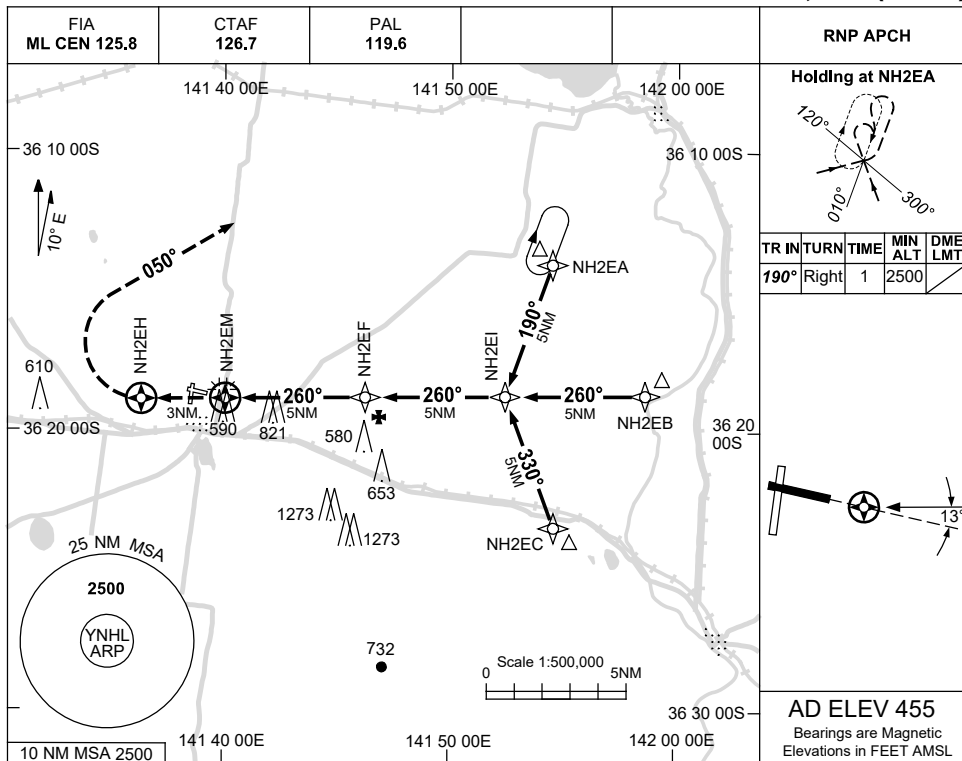 FIA
ML CEN 125.8
CTAF
126.7
PAL
119.6
RNP APCH
141 40 00E
141 50 00E
142 00 00E
36 10 00S
36 10 00S
10° E
050°
NH2EA
190°
5NM
NH2EH
NH2EM
NH2EF
NH2EI
610
3NM
260°
5NM
260°
5NM
260°
5NM
NH2EB
590
821
580
653
36 20 00S
36 20
00S
330°
5NM
NH2EC
1273
1273
25 NM MSA
2500
YNHL
ARP
732
Scale 1:500,000
0
5NM
36 30 00S
141 40 00E
141 50 00E
142 00 00E
10 NM MSA 2500
Holding at NH2EA
120°
010°
300°
TR IN TURN TIME MIN ALT DME LMT
190° Right 1 2500
13°
AD ELEV 455
Bearings are Magnetic
Elevations in FEET AMSL